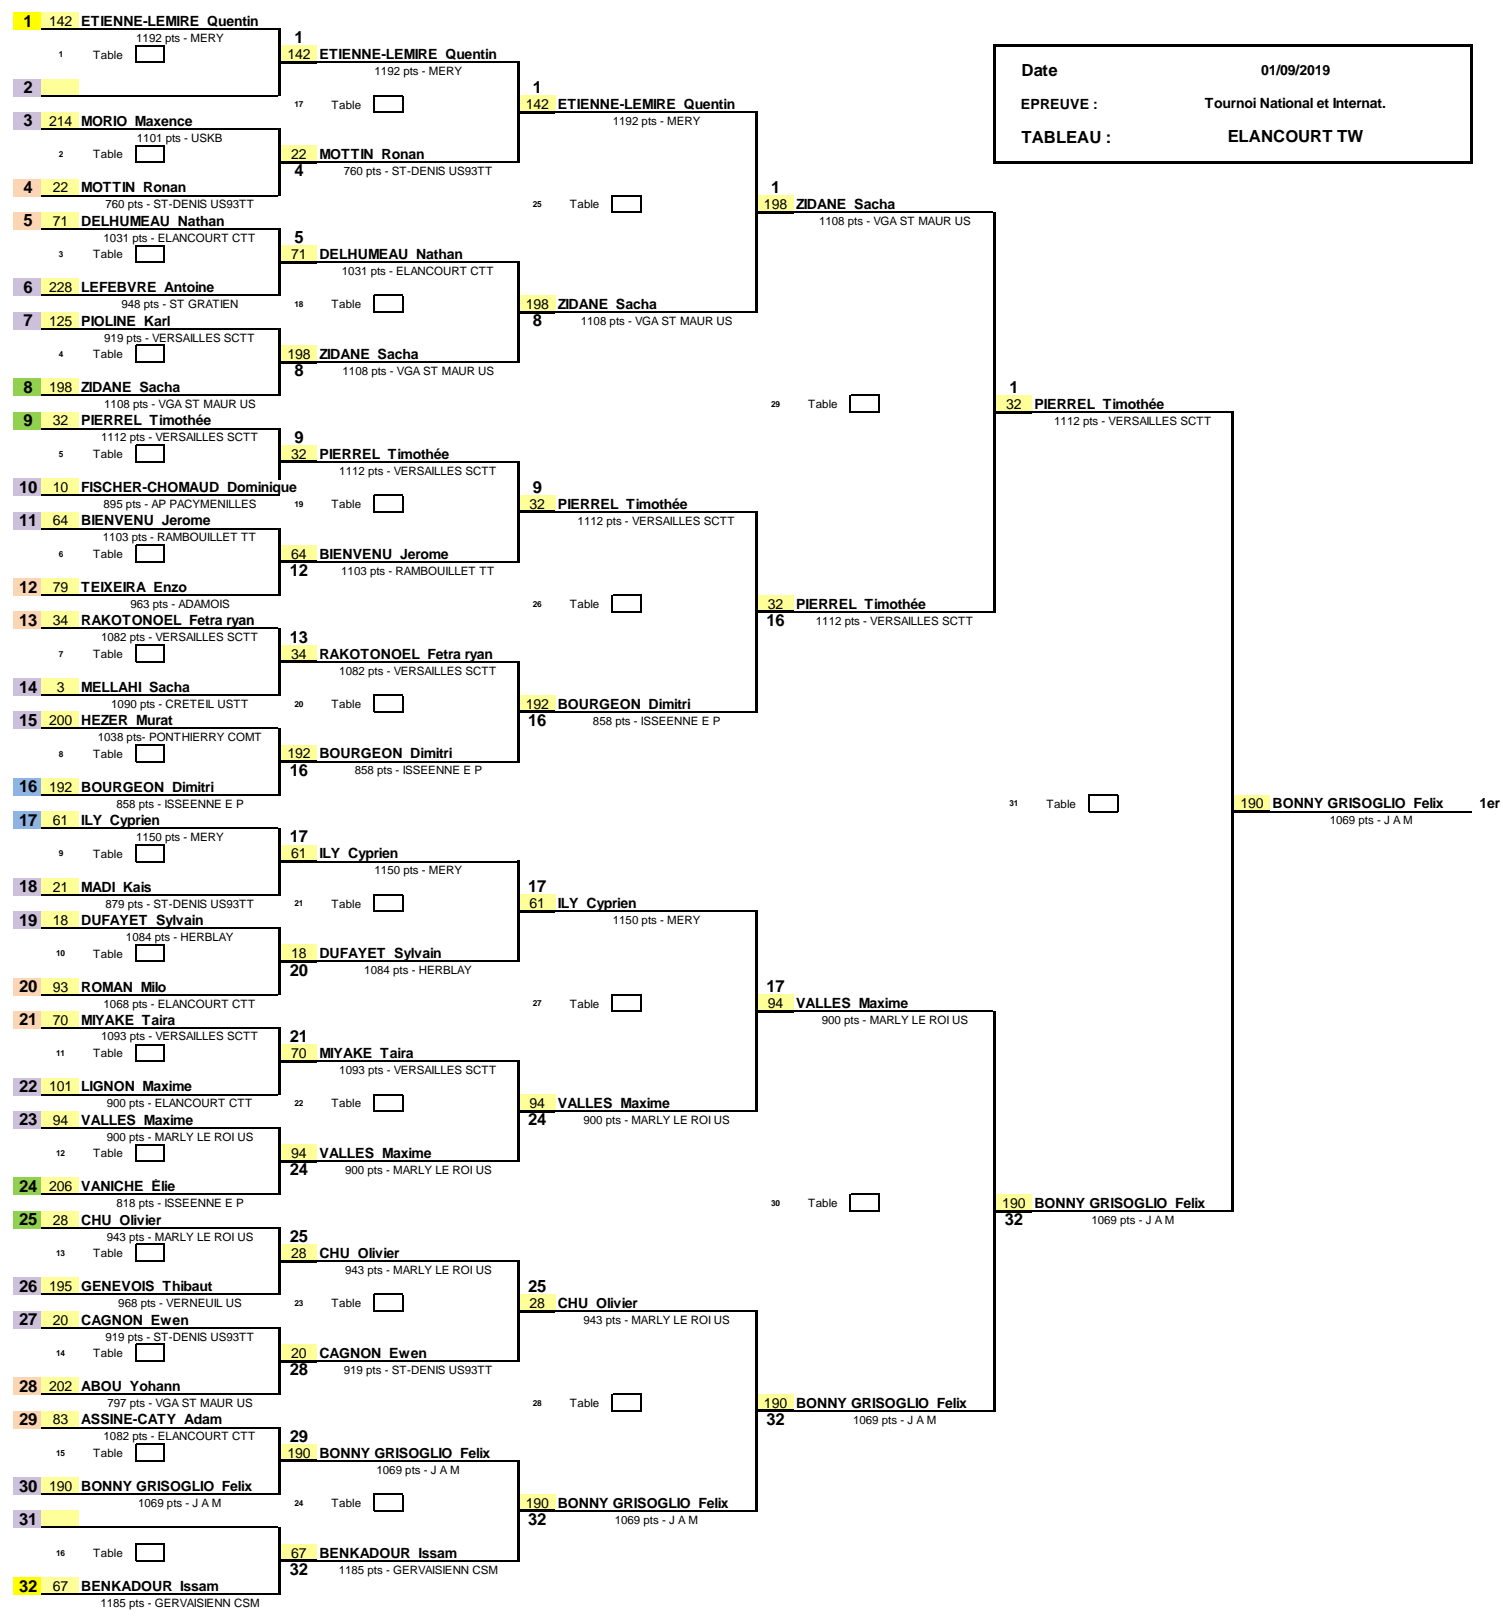 1 142 ETIENNE-LEMIRE Quentin
1192 pts - MERY
1 Table
2
3 214 MORIO Maxence
1101 pts - USKB
2 Table
4 22 MOTTIN Ronan
760 pts - ST-DENIS US93TT
5 71 DELHUMEAU Nathan
1031 pts - ELANCOURT CTT
3 Table
6 228 LEFEBVRE Antoine
948 pts - ST GRATIEN
7 125 PIOLINE Karl
919 pts - VERSAILLES SCTT
4 Table
8 198 ZIDANE Sacha
1108 pts - VGA ST MAUR US
9 32 PIERREL Timothée
1112 pts - VERSAILLES SCTT
5 Table
10 10 FISCHER-CHOMAUD Dominique
895 pts - AP PACYMENILLES
11 64 BIENVENU Jerome
1103 pts - RAMBOUILLET TT
6 Table
12 79 TEIXEIRA Enzo
963 pts - ADAMOIS
13 34 RAKOTONOEL Fetra ryan
1082 pts - VERSAILLES SCTT
7 Table
14 3 MELLAHI Sacha
1090 pts - CRETEIL USTT
15 200 HEZER Murat
1038 pts- PONTHIERRY COMT
8 Table
16 192 BOURGEON Dimitri
858 pts - ISSEENNE E P
17 61 ILY Cyprien
1150 pts - MERY
9 Table
18 21 MADI Kais
879 pts - ST-DENIS US93TT
19 18 DUFAYET Sylvain
1084 pts - HERBLAY
10 Table
20 93 ROMAN Milo
1068 pts - ELANCOURT CTT
21 70 MIYAKE Taira
1093 pts - VERSAILLES SCTT
11 Table
22 101 LIGNON Maxime
900 pts - ELANCOURT CTT
23 94 VALLES Maxime
900 pts - MARLY LE ROI US
12 Table
24 206 VANICHE Élie
818 pts - ISSEENNE E P
25 28 CHU Olivier
943 pts - MARLY LE ROI US
13 Table
26 195 GENEVOIS Thibaut
968 pts - VERNEUIL US
27 20 CAGNON Ewen
919 pts - ST-DENIS US93TT
14 Table
28 202 ABOU Yohann
797 pts - VGA ST MAUR US
29 83 ASSINE-CATY Adam
1082 pts - ELANCOURT CTT
15 Table
30 190 BONNY GRISOGLIO Felix
1069 pts - J A M
31
16 Table
32 67 BENKADOUR Issam
1185 pts - GERVAISIENN CSM
1
142 ETIENNE-LEMIRE Quentin
1192 pts - MERY
17 Table
22 MOTTIN Ronan
4 760 pts - ST-DENIS US93TT
5
71 DELHUMEAU Nathan
1031 pts - ELANCOURT CTT
18 Table
198 ZIDANE Sacha
8 1108 pts - VGA ST MAUR US
9
32 PIERREL Timothée
1112 pts - VERSAILLES SCTT
19 Table
64 BIENVENU Jerome
12 1103 pts - RAMBOUILLET TT
13
34 RAKOTONOEL Fetra ryan
1082 pts - VERSAILLES SCTT
20 Table
192 BOURGEON Dimitri
16 858 pts - ISSEENNE E P
17
61 ILY Cyprien
1150 pts - MERY
21 Table
18 DUFAYET Sylvain
20 1084 pts - HERBLAY
21
70 MIYAKE Taira
1093 pts - VERSAILLES SCTT
22 Table
94 VALLES Maxime
24 900 pts - MARLY LE ROI US
25
28 CHU Olivier
943 pts - MARLY LE ROI US
23 Table
20 CAGNON Ewen
28 919 pts - ST-DENIS US93TT
29
190 BONNY GRISOGLIO Felix
1069 pts - J A M
24 Table
67 BENKADOUR Issam
32 1185 pts - GERVAISIENN CSM
1
142 ETIENNE-LEMIRE Quentin
1192 pts - MERY
25 Table
198 ZIDANE Sacha
8 1108 pts - VGA ST MAUR US
9
32 PIERREL Timothée
1112 pts - VERSAILLES SCTT
26 Table
192 BOURGEON Dimitri
16 858 pts - ISSEENNE E P
17
61 ILY Cyprien
1150 pts - MERY
27 Table
94 VALLES Maxime
24 900 pts - MARLY LE ROI US
25
28 CHU Olivier
943 pts - MARLY LE ROI US
28 Table
190 BONNY GRISOGLIO Felix
32 1069 pts - J A M
1
198 ZIDANE Sacha
1108 pts - VGA ST MAUR US
29 Table
32 PIERREL Timothée
16 1112 pts - VERSAILLES SCTT
17
94 VALLES Maxime
900 pts - MARLY LE ROI US
30 Table
190 BONNY GRISOGLIO Felix
32 1069 pts - J A M
Date 01/09/2019
EPREUVE : Tournoi National et Internat.
TABLEAU : ELANCOURT TW
1
32 PIERREL Timothée
1112 pts - VERSAILLES SCTT
31 Table
190 BONNY GRISOGLIO Felix
32 1069 pts - J A M
190 BONNY GRISOGLIO Felix 1er
1069 pts - J A M